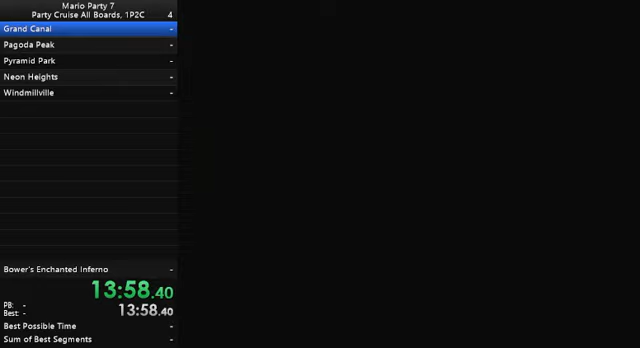 Mario Party 7
Party Cruise All Boards, 1P2C 4
Grand Canal -
Pagoda Peak -
Pyramid Park -
Neon Heights -
Windmillville -
Bower's Enchanted Inferno -
13:58.40
PB: -
Best: -
13:58.40
Best Possible Time -
Sum of Best Segments -